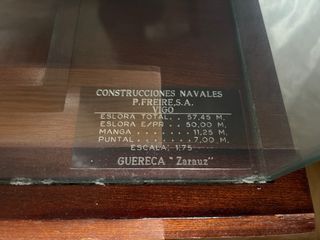 CONSTRUCCIONES NAVALES
P.FREIRE,S.A.
VIGO
ESLORA TOTAL. . 57,45 M.
ESLORA E/PP. . . 50,00 M.
MANGA . . . . . . . 11,25 M.
PUNTAL . . . . . . . 7,00 M.
ESCALA: 1:75
GUERECA "Zarauz"